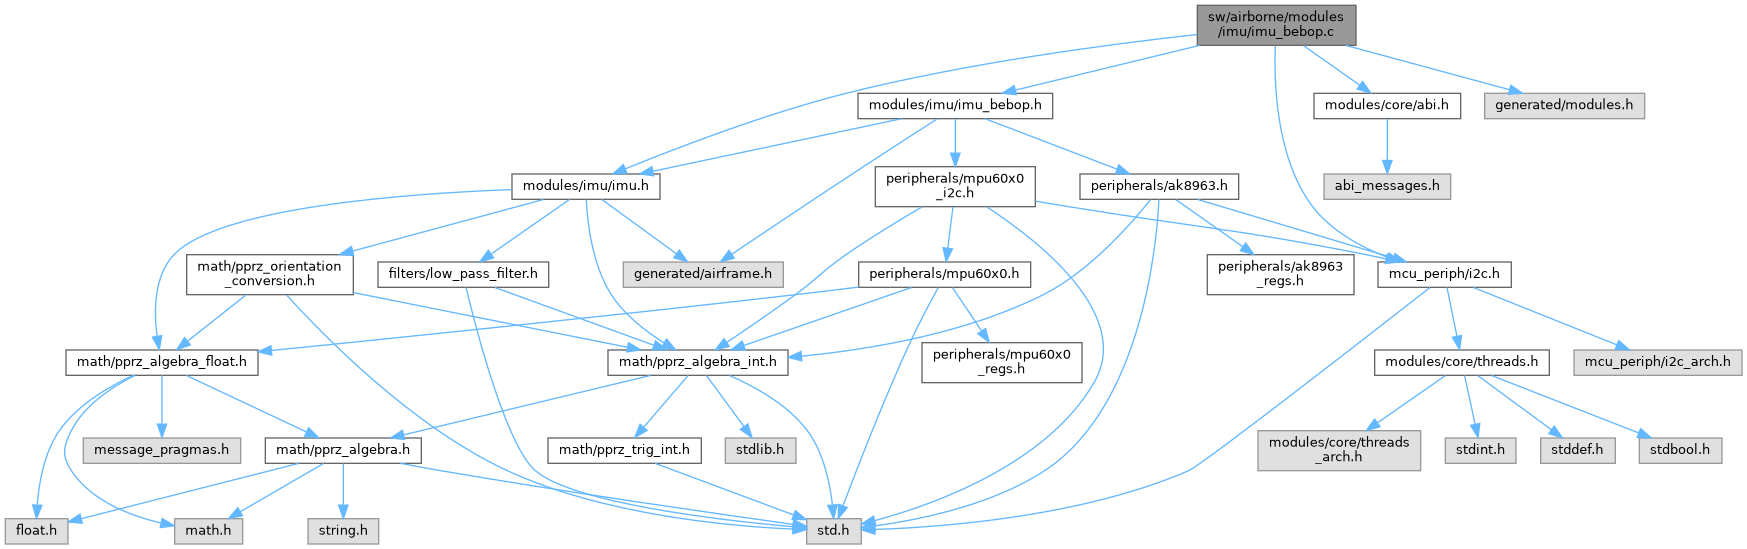 sw/airborne/modules
/imu/imu_bebop.c
modules/imu/imu_bebop.h
modules/core/abi.h
generated/modules.h
modules/imu/imu.h
peripherals/mpu60x0
_i2c.h
peripherals/ak8963.h
abi_messages.h
math/pprz_orientation
_conversion.h
filters/low_pass_filter.h
generated/airframe.h
peripherals/mpu60x0.h
peripherals/ak8963
_regs.h
mcu_periph/i2c.h
math/pprz_algebra_float.h
math/pprz_algebra_int.h
peripherals/mpu60x0
_regs.h
modules/core/threads.h
mcu_periph/i2c_arch.h
message_pragmas.h
math/pprz_algebra.h
math/pprz_trig_int.h
stdlib.h
modules/core/threads
_arch.h
stdint.h
stddef.h
stdbool.h
float.h
math.h
string.h
std.h